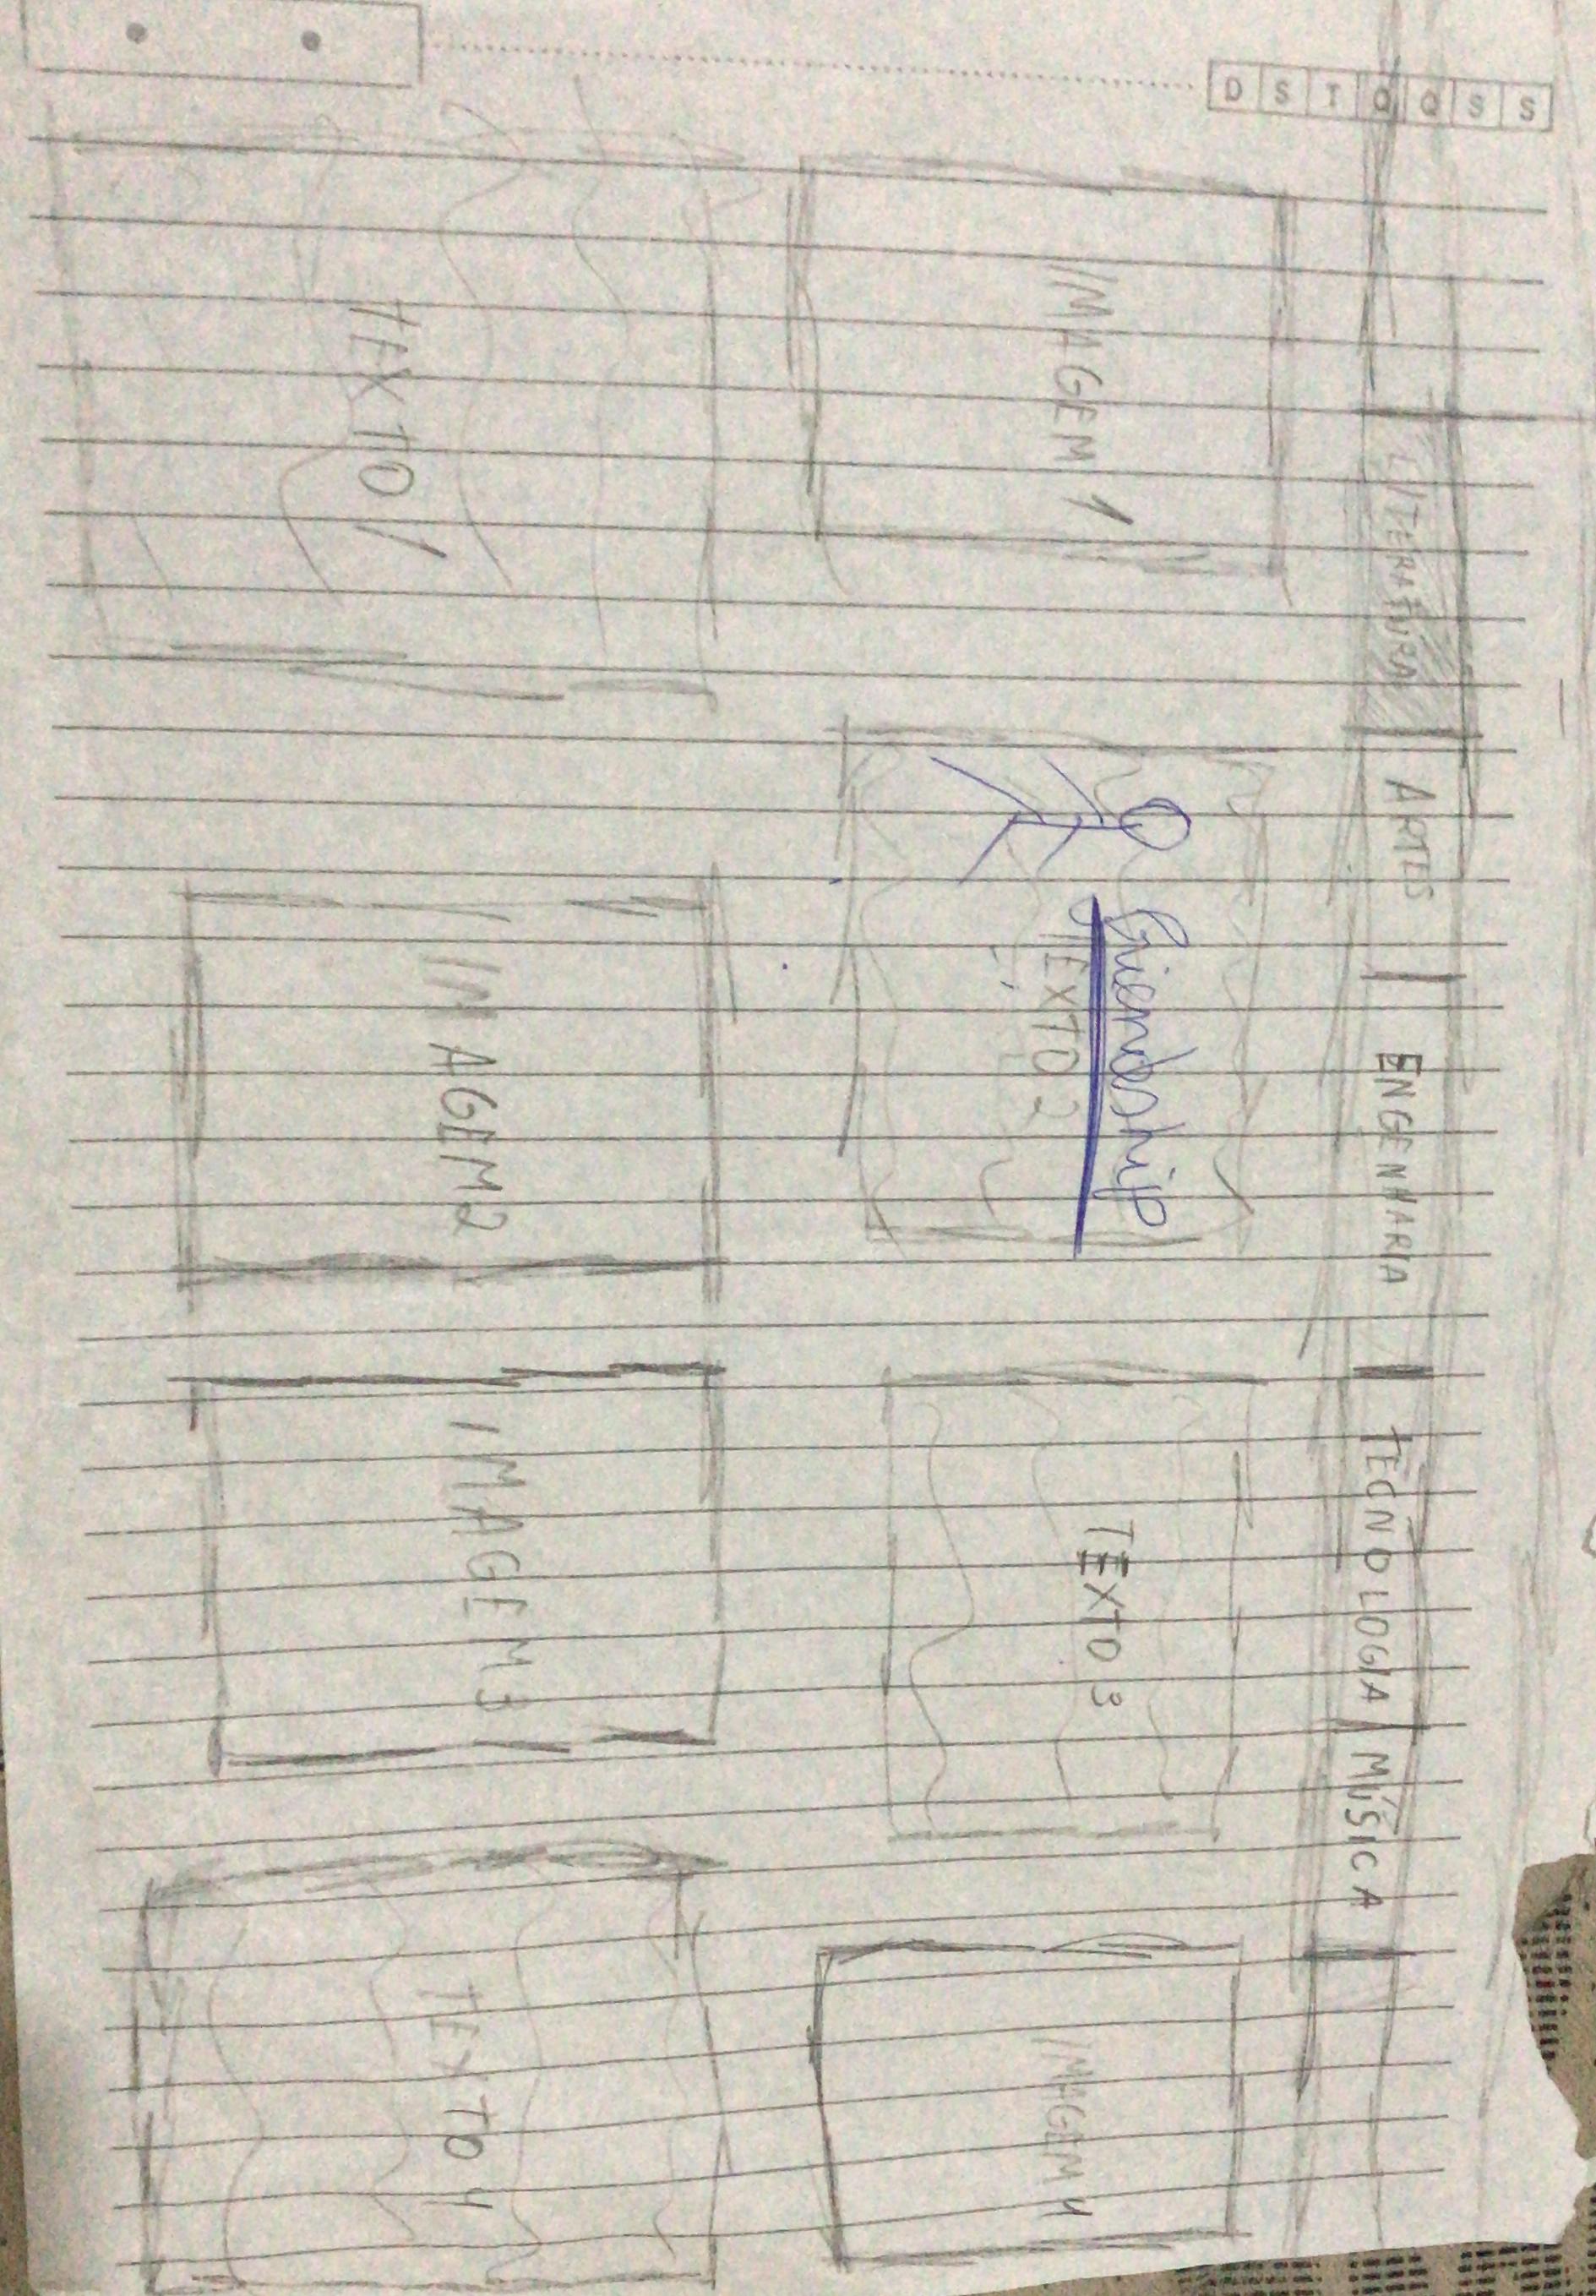 D S T Q Q S S
LITERATURA ARTES ENGENHARIA TECNOLOGIA MÚSICA
IMAGEM 1
friendship
TEXTO 2
TEXTO 3
IMAGEM 4
TEXTO 1
IMAGEM 2
IMAGEM 3
TEXTO 4